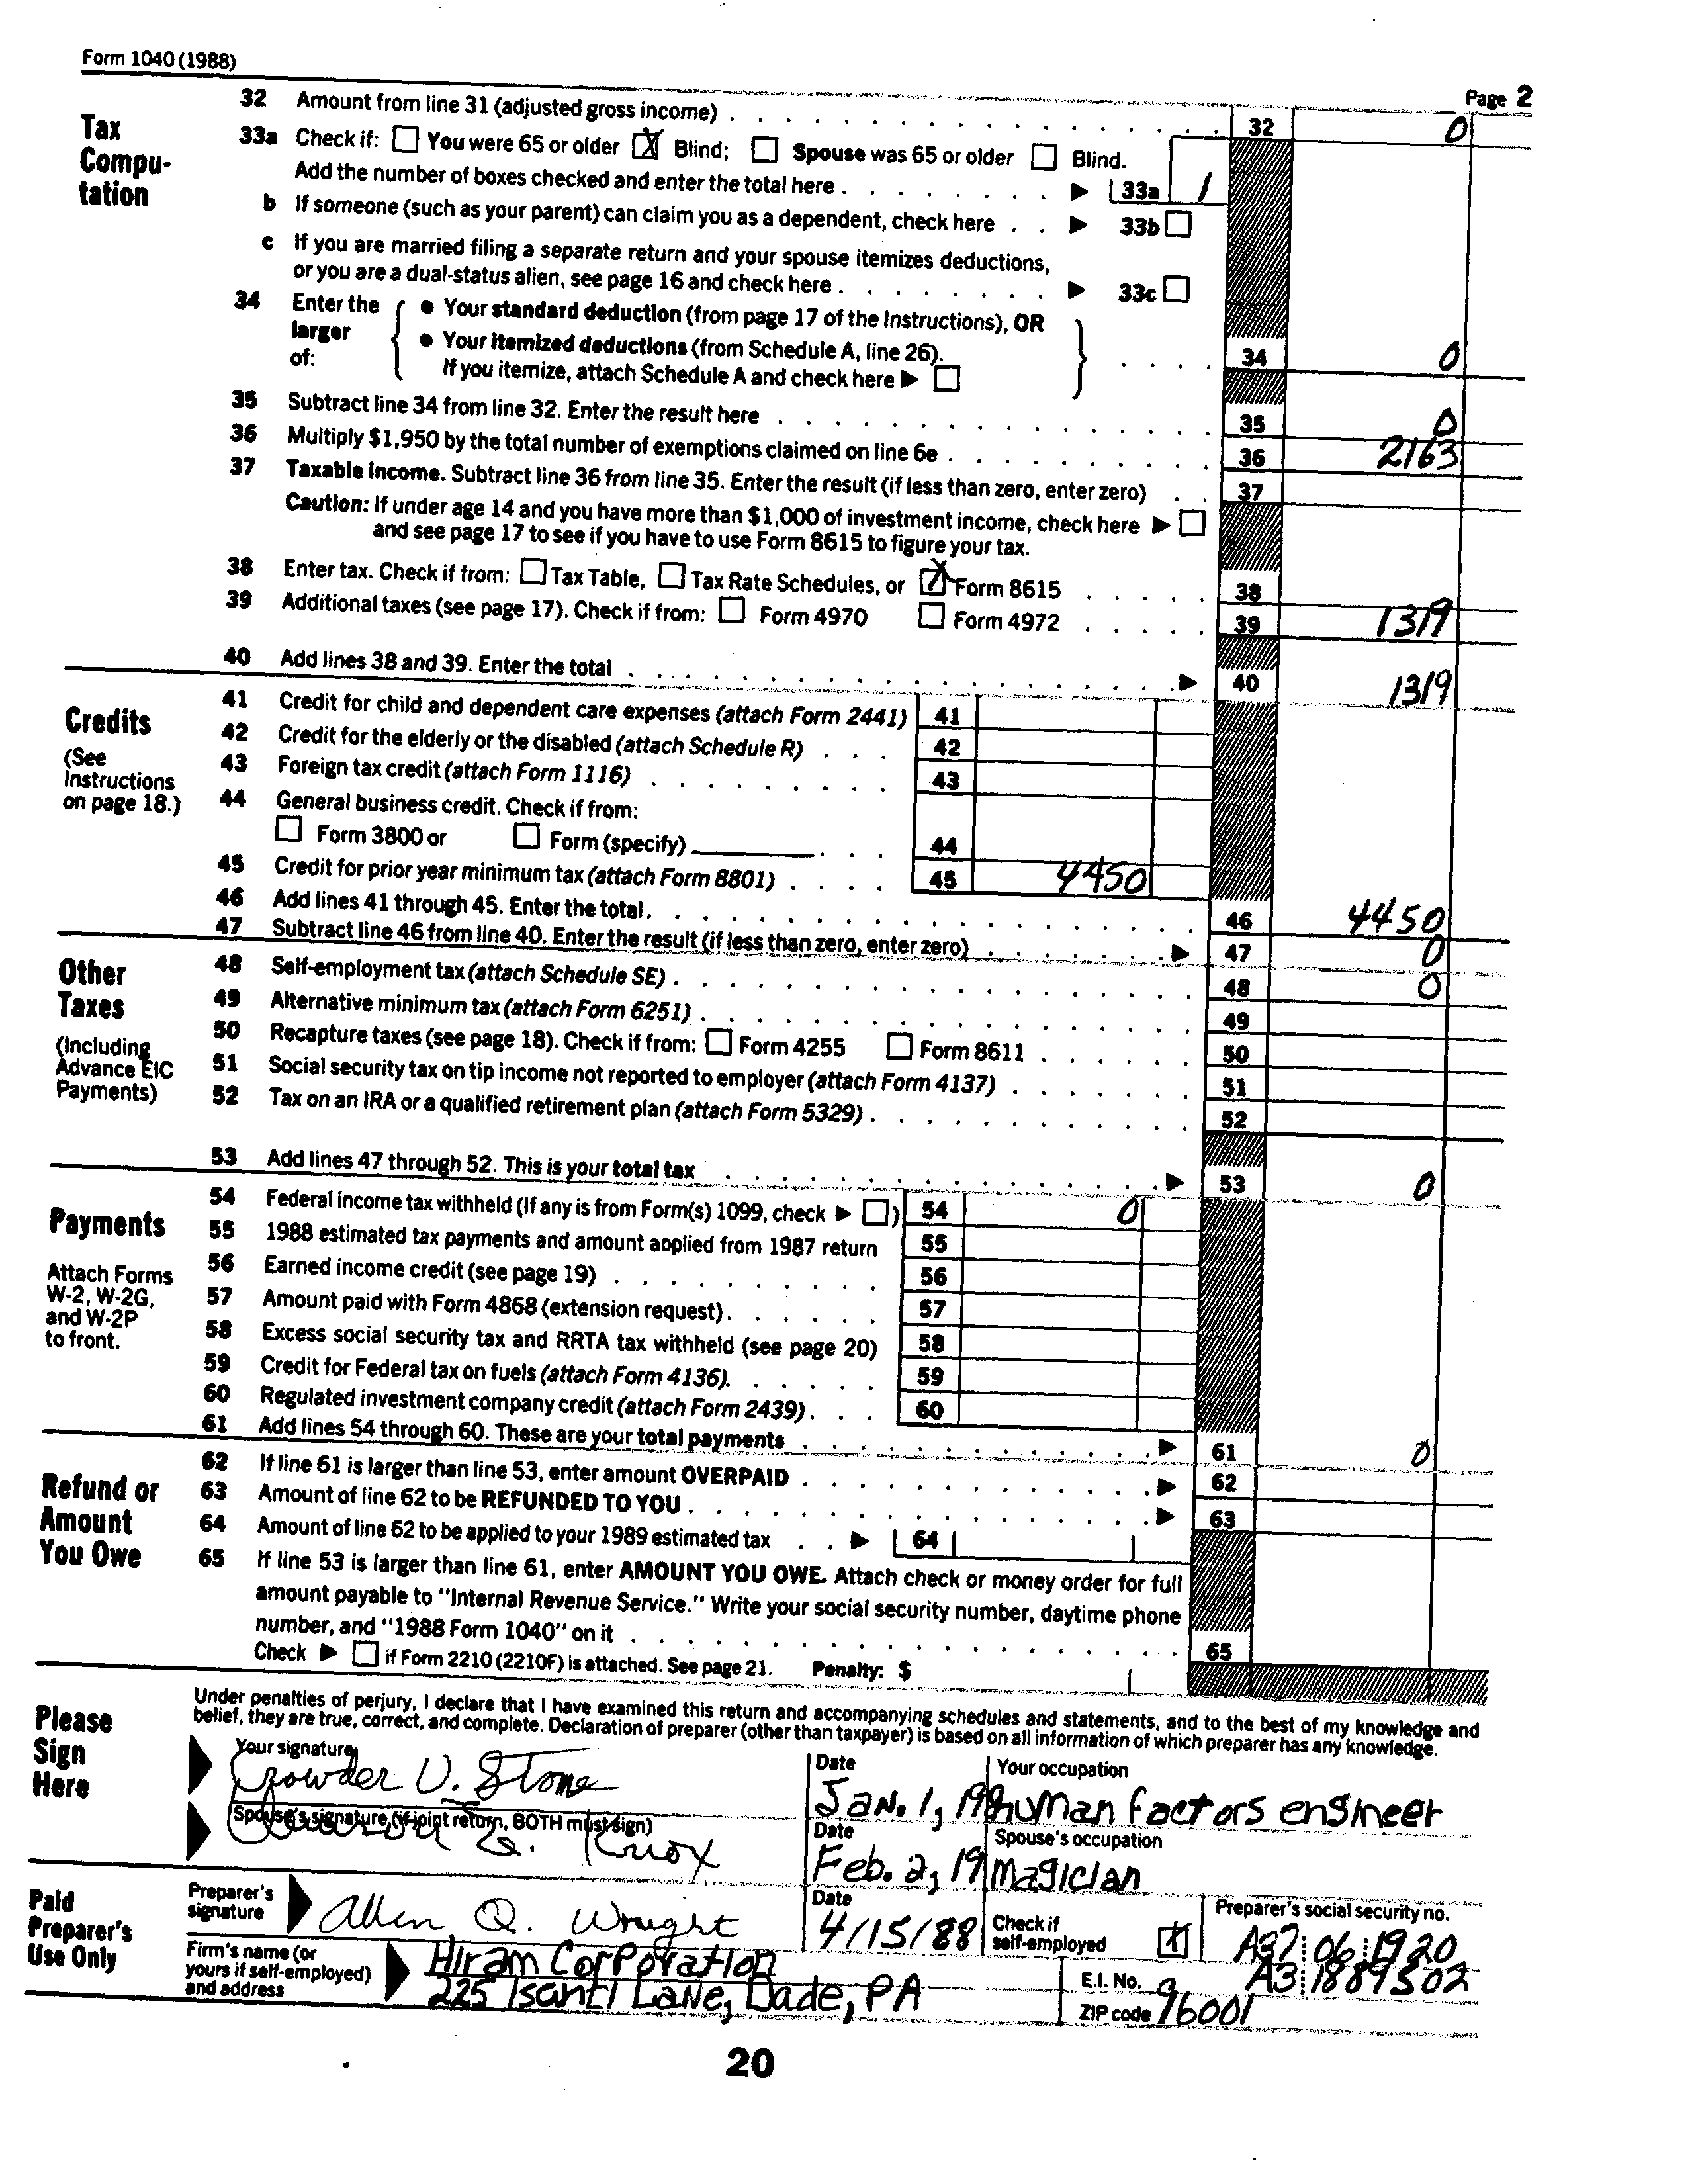 Form 1040 (1988)
Page 2
Tax Compu- tation
32 Amount from line 31 (adjusted gross income) 32 0
33a Check if: You were 65 or older X Blind; Spouse was 65 or older Blind.
Add the number of boxes checked and enter the total here 33a 1
b If someone (such as your parent) can claim you as a dependent, check here 33b
c If you are married filing a separate return and your spouse itemizes deductions,
or you are a dual-status alien, see page 16 and check here 33c
34 Enter the larger of: • Your standard deduction (from page 17 of the Instructions), OR
• Your itemized deductions (from Schedule A, line 26).
If you itemize, attach Schedule A and check here 34 0
35 Subtract line 34 from line 32. Enter the result here 35 0
36 Multiply $1,950 by the total number of exemptions claimed on line 6e 36 2163
37 Taxable income. Subtract line 36 from line 35. Enter the result (if less than zero, enter zero) 37
Caution: If under age 14 and you have more than $1,000 of investment income, check here
and see page 17 to see if you have to use Form 8615 to figure your tax.
38 Enter tax. Check if from: Tax Table, Tax Rate Schedules, or X Form 8615 38
39 Additional taxes (see page 17). Check if from: Form 4970 Form 4972 39 1319
40 Add lines 38 and 39. Enter the total 40 1319
Credits
(See Instructions on page 18.)
41 Credit for child and dependent care expenses (attach Form 2441) 41
42 Credit for the elderly or the disabled (attach Schedule R) 42
43 Foreign tax credit (attach Form 1116) 43
44 General business credit. Check if from:
Form 3800 or Form (specify) 44
45 Credit for prior year minimum tax (attach Form 8801) 45 4450
46 Add lines 41 through 45. Enter the total 46 4450
47 Subtract line 46 from line 40. Enter the result (if less than zero, enter zero) 47 0
Other Taxes
(Including Advance EIC Payments)
48 Self-employment tax (attach Schedule SE) 48 0
49 Alternative minimum tax (attach Form 6251) 49
50 Recapture taxes (see page 18). Check if from: Form 4255 Form 8611 50
51 Social security tax on tip income not reported to employer (attach Form 4137) 51
52 Tax on an IRA or a qualified retirement plan (attach Form 5329) 52
53 Add lines 47 through 52. This is your total tax 53 0
Payments
Attach Forms W-2, W-2G, and W-2P to front.
54 Federal income tax withheld (If any is from Form(s) 1099, check ) 54 0
55 1988 estimated tax payments and amount applied from 1987 return 55
56 Earned income credit (see page 19) 56
57 Amount paid with Form 4868 (extension request) 57
58 Excess social security tax and RRTA tax withheld (see page 20) 58
59 Credit for Federal tax on fuels (attach Form 4136) 59
60 Regulated investment company credit (attach Form 2439) 60
61 Add lines 54 through 60. These are your total payments 61 0
Refund or Amount You Owe
62 If line 61 is larger than line 53, enter amount OVERPAID 62
63 Amount of line 62 to be REFUNDED TO YOU 63
64 Amount of line 62 to be applied to your 1989 estimated tax 64
65 If line 53 is larger than line 61, enter AMOUNT YOU OWE. Attach check or money order for full
amount payable to "Internal Revenue Service." Write your social security number, daytime phone
number, and "1988 Form 1040" on it 65
Check if Form 2210 (2210F) is attached. See page 21. Penalty: $
Please Sign Here
Under penalties of perjury, I declare that I have examined this return and accompanying schedules and statements, and to the best of my knowledge and
belief, they are true, correct, and complete. Declaration of preparer (other than taxpayer) is based on all information of which preparer has any knowledge.
Your signature Date Your occupation
Crowder U. Stone Jan. 1, 198 human factors engineer
Spouse's signature (if joint return, BOTH must sign) Date Spouse's occupation
Q. Knox Feb. 2, 19 magician
Paid Preparer's Use Only
Preparer's signature Allen Q. Wright Date 4/15/88 Check if self-employed X Preparer's social security no. A37 06 1920
Firm's name (or yours if self-employed) and address Hiram Corporation E.I. No. A3 1889502
225 Isanti Lane, Dade, PA ZIP code 96001
20